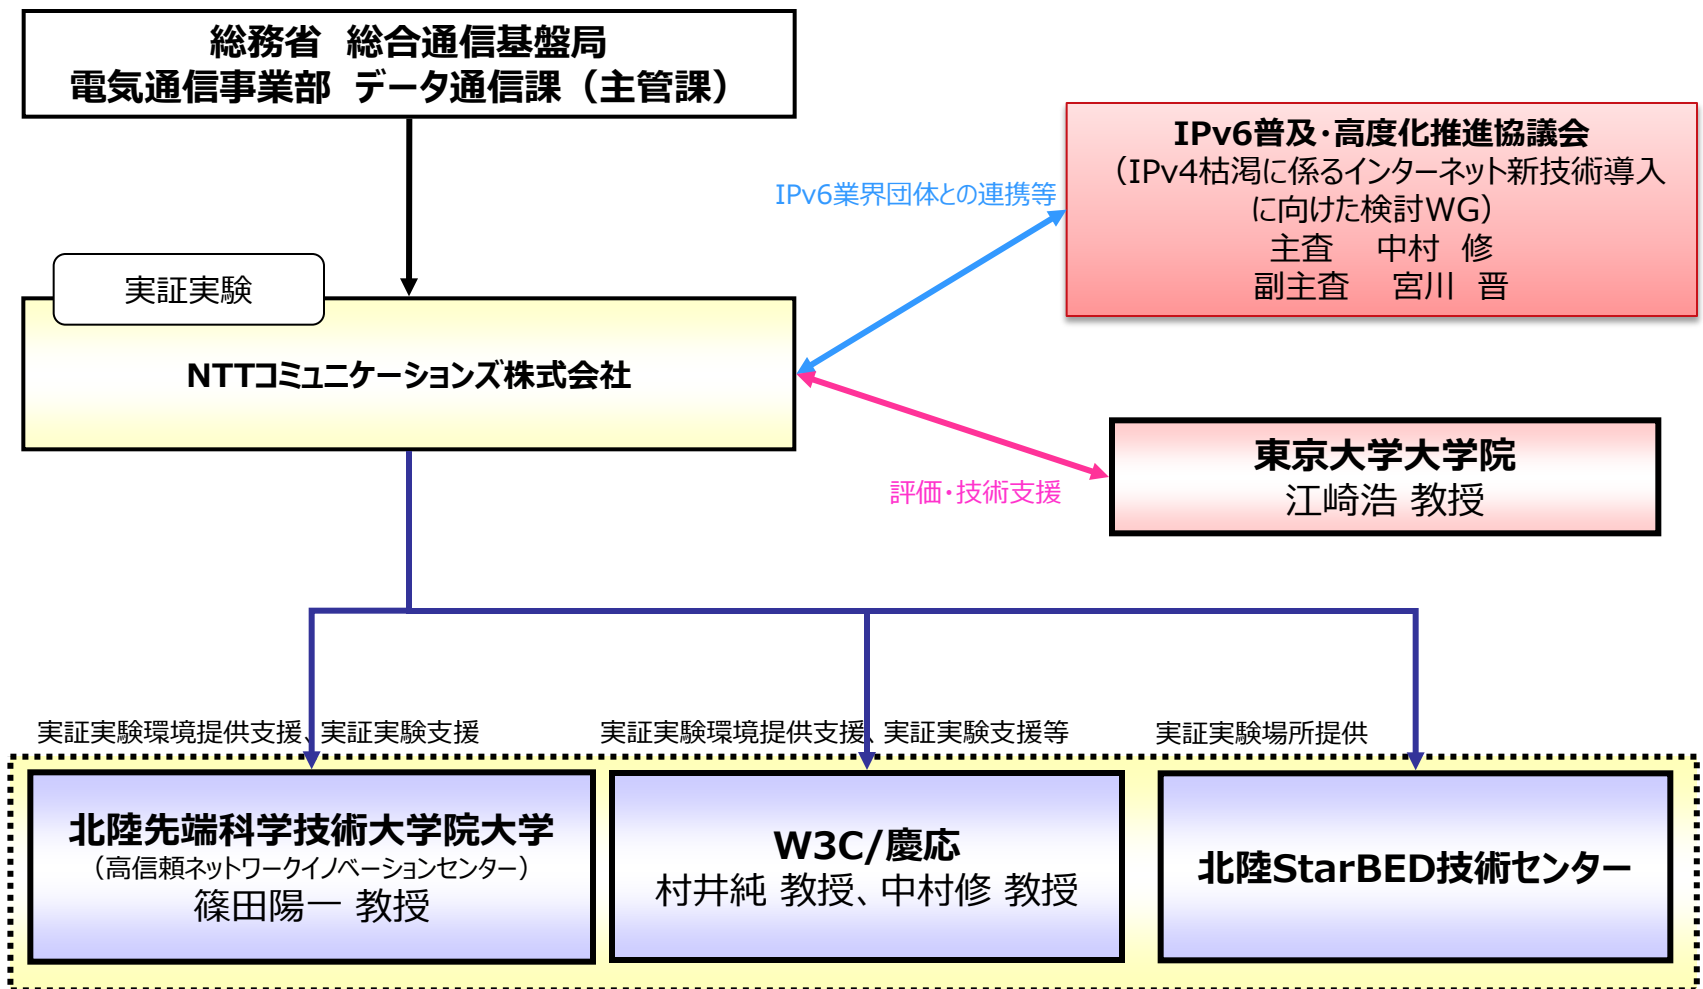 総務省　総合通信基盤局
電気通信事業部　データ通信課（主管課）
IPv6普及・高度化推進協議会
（IPv4枯渇に係るインターネット新技術導入
に向けた検討WG）
主査　中村　修
副主査　宮川　晋
IPv6業界団体との連携等
実証実験
NTTコミュニケーションズ株式会社
東京大学大学院
江崎浩 教授
評価・技術支援
実証実験環境提供支援、実証実験支援
実証実験環境提供支援、実証実験支援等
実証実験場所提供
北陸先端科学技術大学院大学
（高信頼ネットワークイノベーションセンター）
篠田陽一 教授
W3C/慶応
村井純 教授、中村修 教授
北陸StarBED技術センター